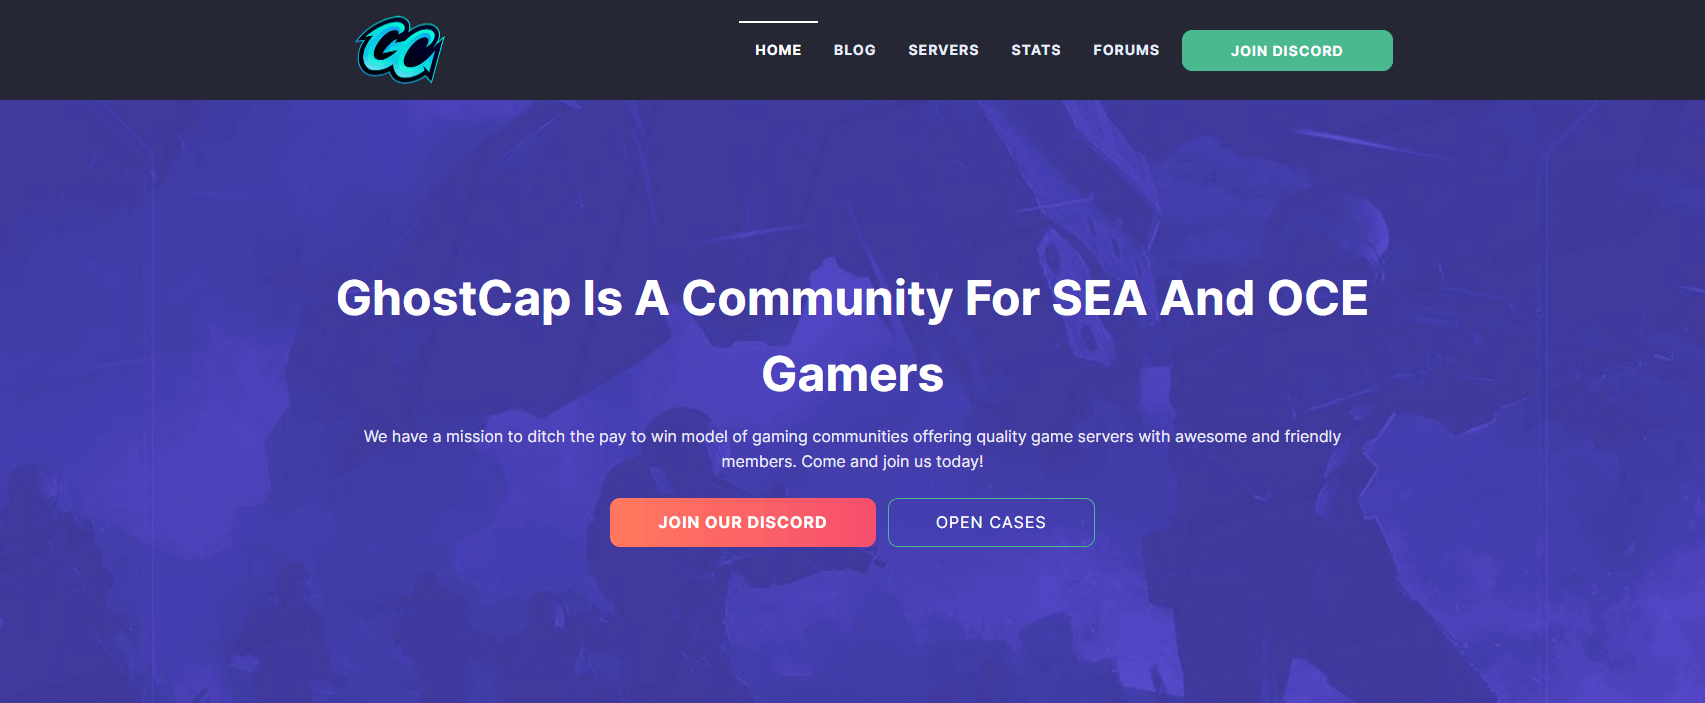 GC
HOME BLOG SERVERS STATS FORUMS JOIN DISCORD
GhostCap Is A Community For SEA And OCE
Gamers
We have a mission to ditch the pay to win model of gaming communities offering quality game servers with awesome and friendly
members. Come and join us today!
JOIN OUR DISCORD OPEN CASES